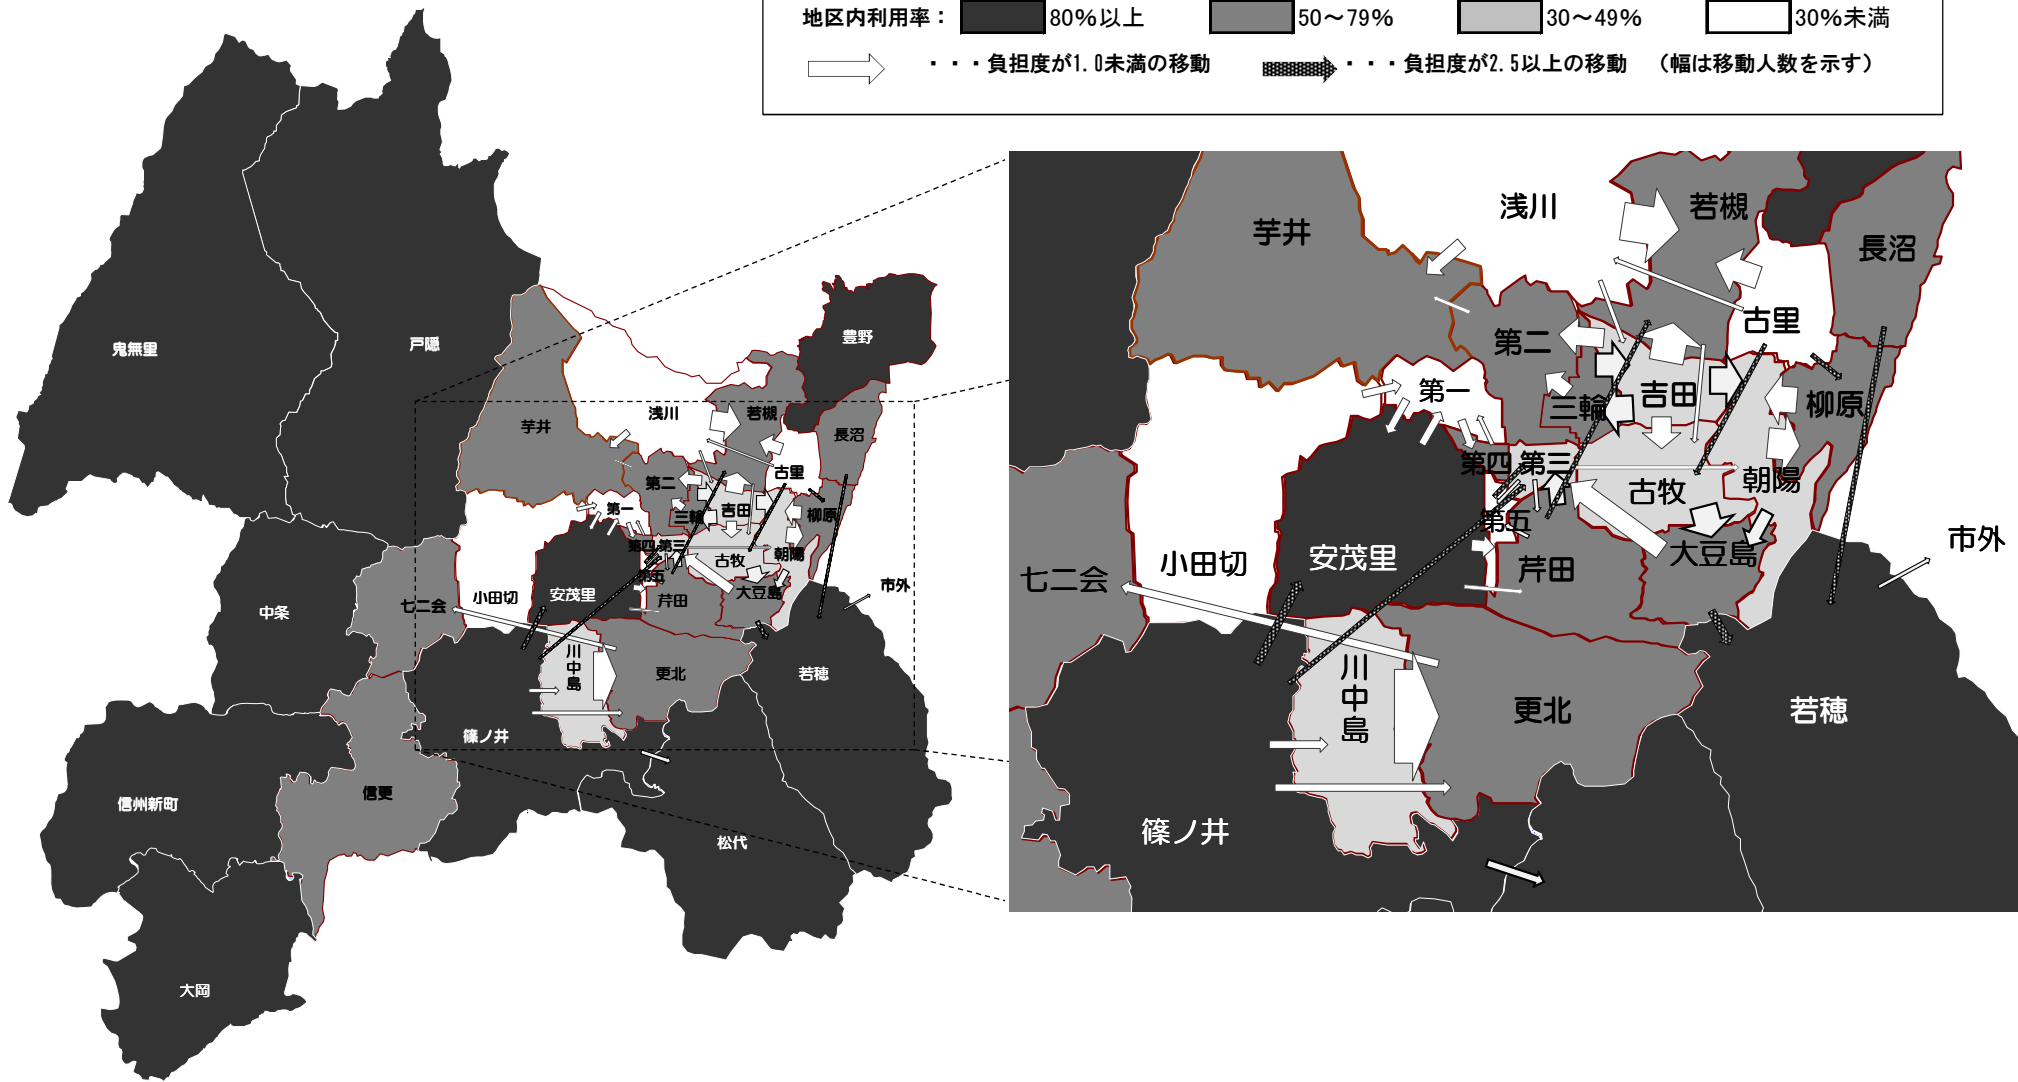 地区内利用率： 80％以上 50～79％ 30～49％ 30％未満
・・・負担度が1.0未満の移動 ・・・負担度が2.5以上の移動 （幅は移動人数を示す）
鬼無里
戸隠
豊野
芋井
浅川
若槻
長沼
古里
第二
第一
三輪
吉田
柳原
第四
第三
古牧
朝陽
第五
大豆島
市外
中条
七二会
小田切
安茂里
芹田
川中島
更北
若穂
篠ノ井
信州新町
信更
松代
大岡
浅川
若槻
芋井
長沼
古里
第二
第一
三輪
吉田
柳原
第四
第三
古牧
朝陽
第五
市外
小田切
安茂里
芹田
大豆島
七二会
川中島
更北
若穂
篠ノ井